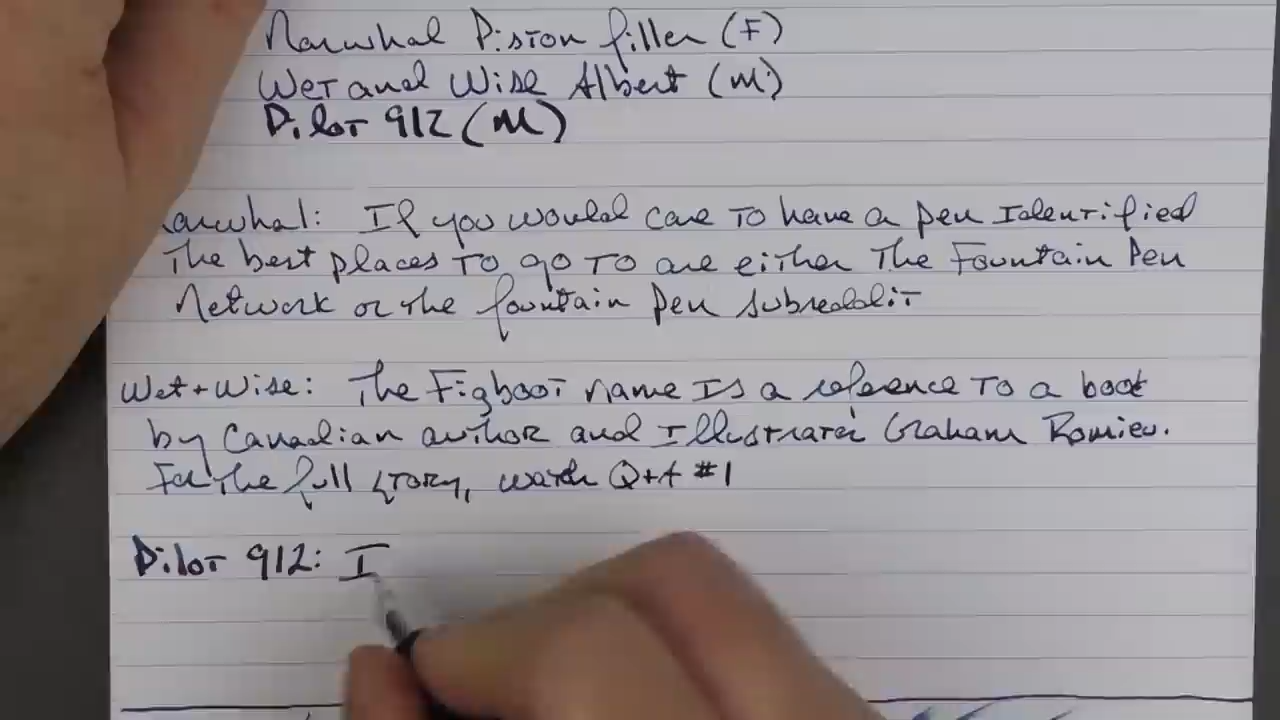 Narwhal Piston filler (F)
Wet and Wise Albert (M)
Pilot 912 (M)
arwhal: If you would care to have a pen Identified
The best places to go to are either The Fountain Pen
Network or the fountain pen subreddit
Wet + Wise: The Figboot name Is a reference to a book
by Canadian author and Illustrator Graham Romieu.
For the full story, watch Q+A #1
Pilot 912: I